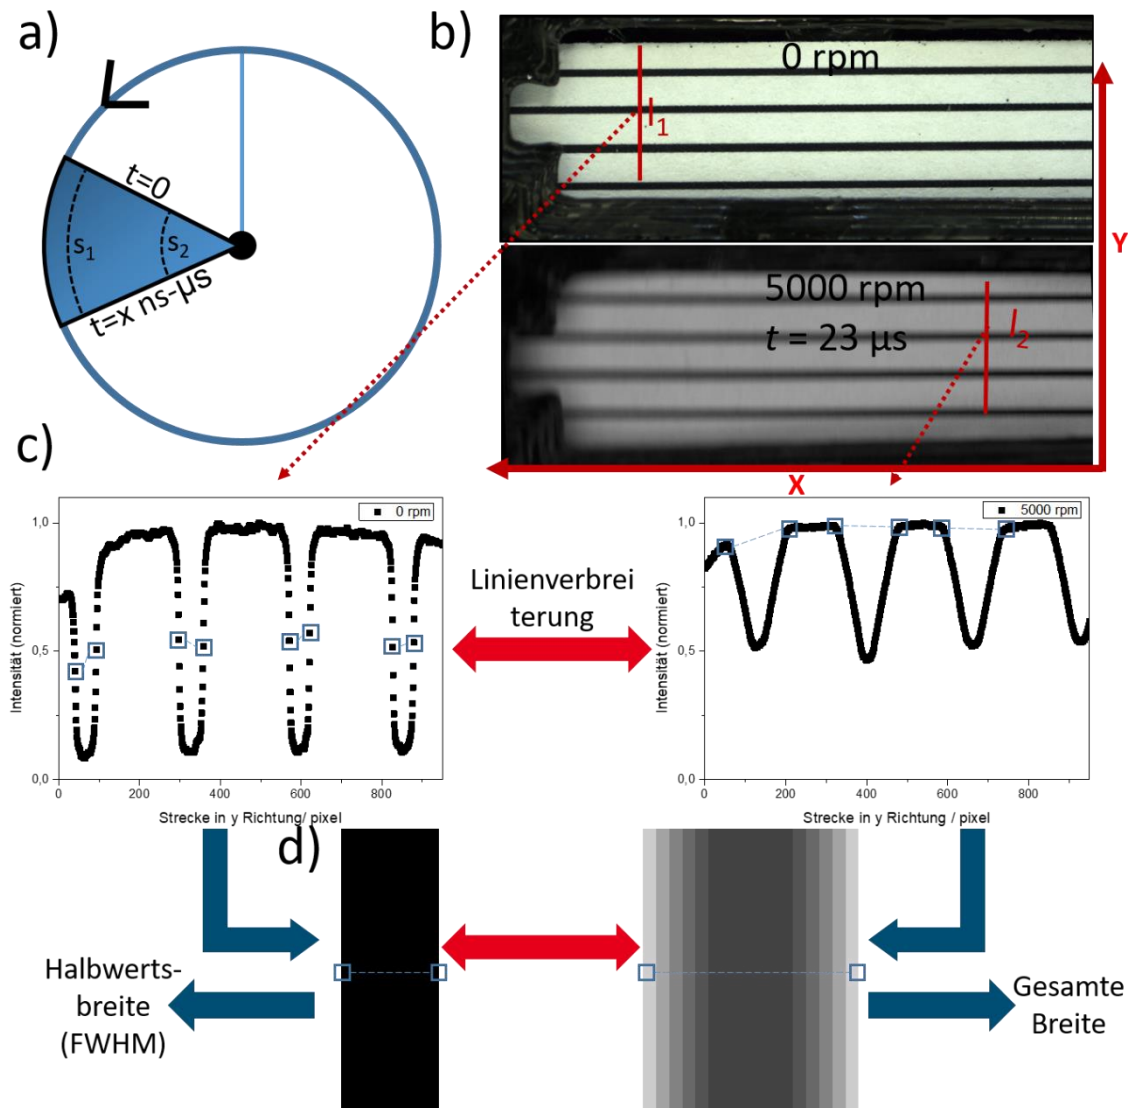 a)
t=0
s1
s2
t=x ns-µs
b)
0 rpm
l1
5000 rpm
t = 23 µs
l2
Y
X
c)
0 rpm
1,0
0,5
0,0
Intensität (normiert)
0
200
400
600
800
Strecke in y Richtung/ pixel
Linienverbrei
terung
5000 rpm
1,0
0,5
0,0
Intensität (normiert)
0
200
400
600
800
Strecke in y Richtung / pixel
d)
Halbwerts-
breite
(FWHM)
Gesamte
Breite